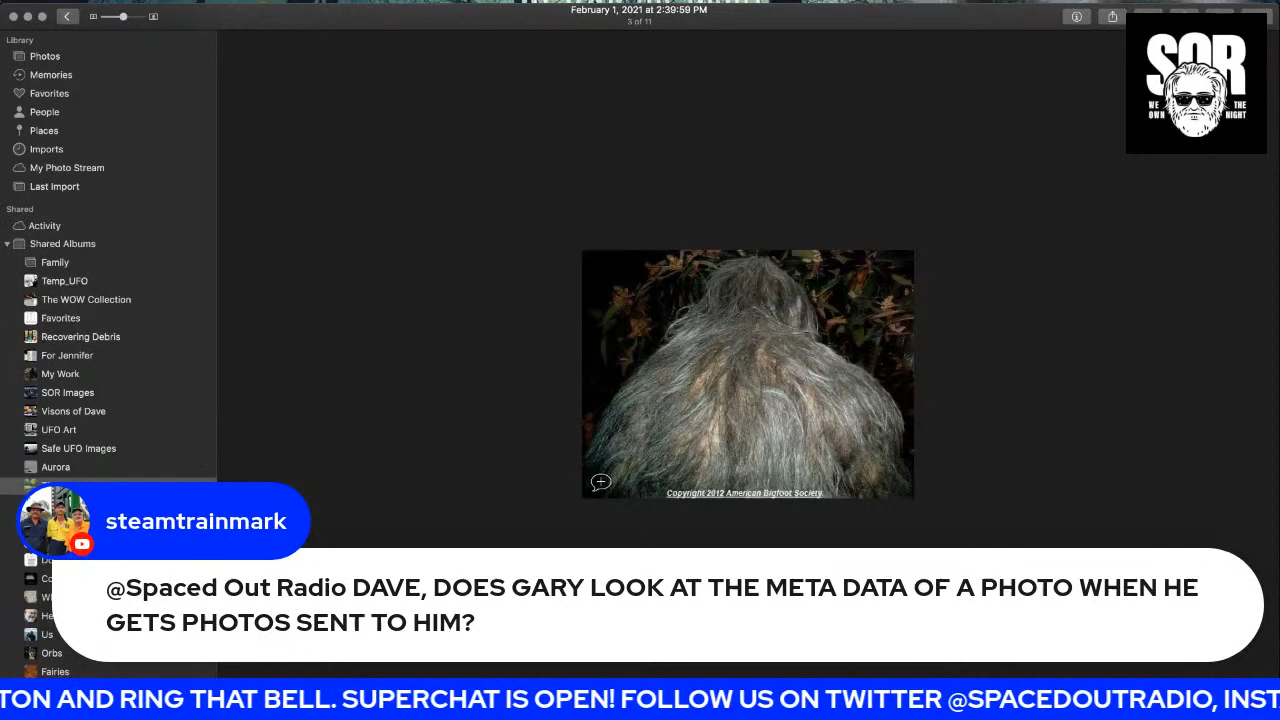 February 1, 2021 at 2:39:59 PM
3 of 11
SOR
WE OWN THE NIGHT
Library
Photos
Memories
Favorites
People
Places
Imports
My Photo Stream
Last Import
Shared
Activity
Shared Albums
Family
Temp_UFO
The WOW Collection
Favorites
Recovering Debris
For Jennifer
My Work
SOR Images
Visons of Dave
UFO Art
Safe UFO Images
Aurora
Us
Orbs
Fairies
Copyright 2012 American Bigfoot Society.
steamtrainmark
@Spaced Out Radio DAVE, DOES GARY LOOK AT THE META DATA OF A PHOTO WHEN HE
GETS PHOTOS SENT TO HIM?
TON AND RING THAT BELL. SUPERCHAT IS OPEN! FOLLOW US ON TWITTER @SPACEDOUTRADIO, INST